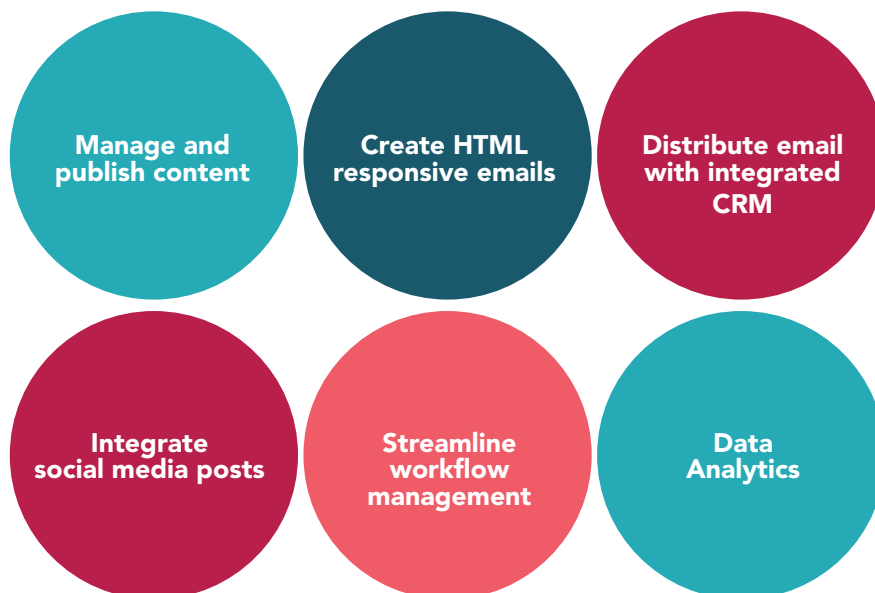 Manage and
publish content
Create HTML
responsive emails
Distribute email
with integrated
CRM
Integrate
social media posts
Streamline
workflow
management
Data
Analytics